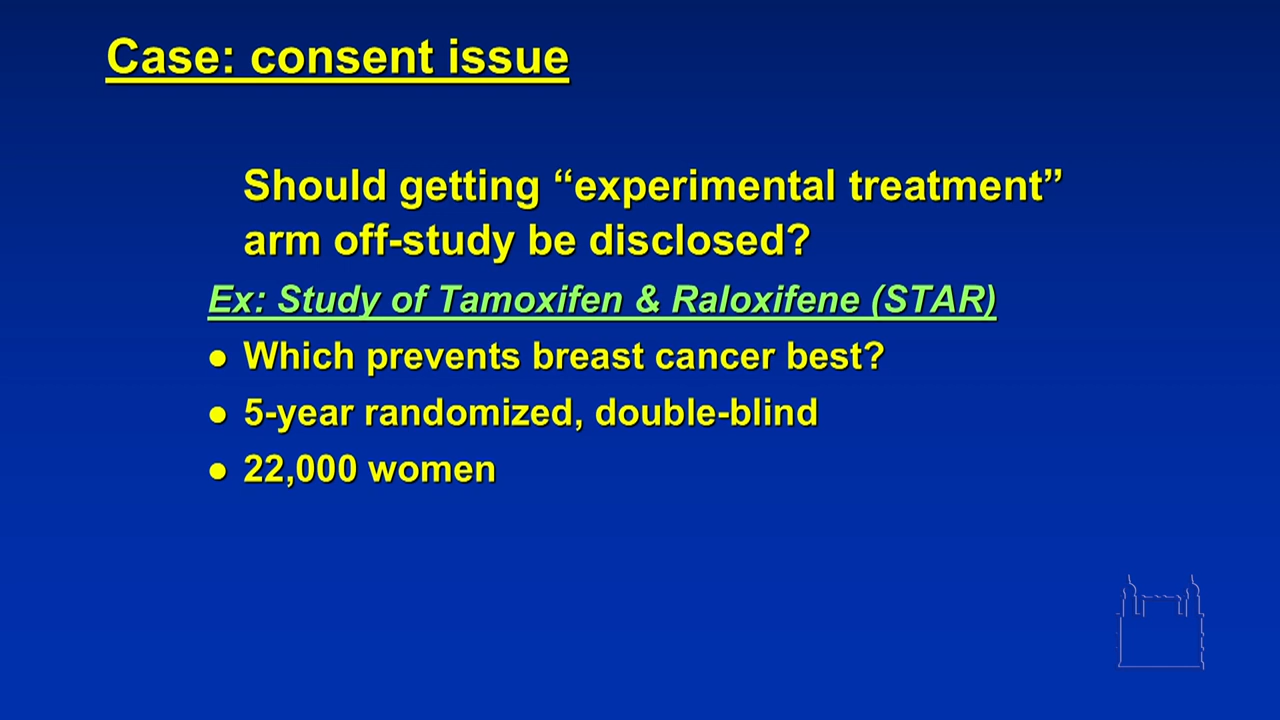 Case: consent issue
Should getting “experimental treatment”
arm off-study be disclosed?
Ex: Study of Tamoxifen & Raloxifene (STAR)
● Which prevents breast cancer best?
● 5-year randomized, double-blind
● 22,000 women